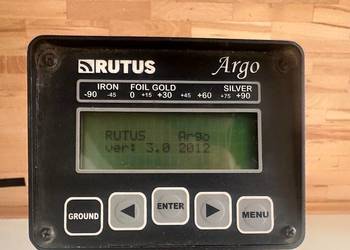 RUTUS Argo
IRON FOIL GOLD SILVER
-90 -45 0 +15 +30 +45 +60 +75 +90
RUTUS Argo
ver: 3.0 2012
GROUND ENTER MENU